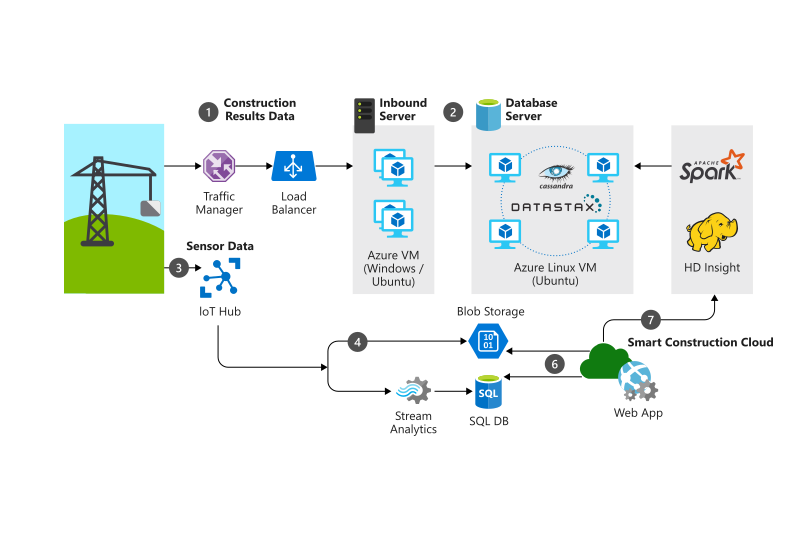 1
Construction
Results Data
Inbound
Server
2
Database
Server
Traffic
Manager
Load
Balancer
Azure VM
(Windows /
Ubuntu)
cassandra
DATASTAX
Azure Linux VM
(Ubuntu)
APACHE
Spark
HD Insight
Sensor Data
3
IoT Hub
4
Blob Storage
10
01
Stream
Analytics
SQL
SQL DB
6
7
Smart Construction Cloud
Web App